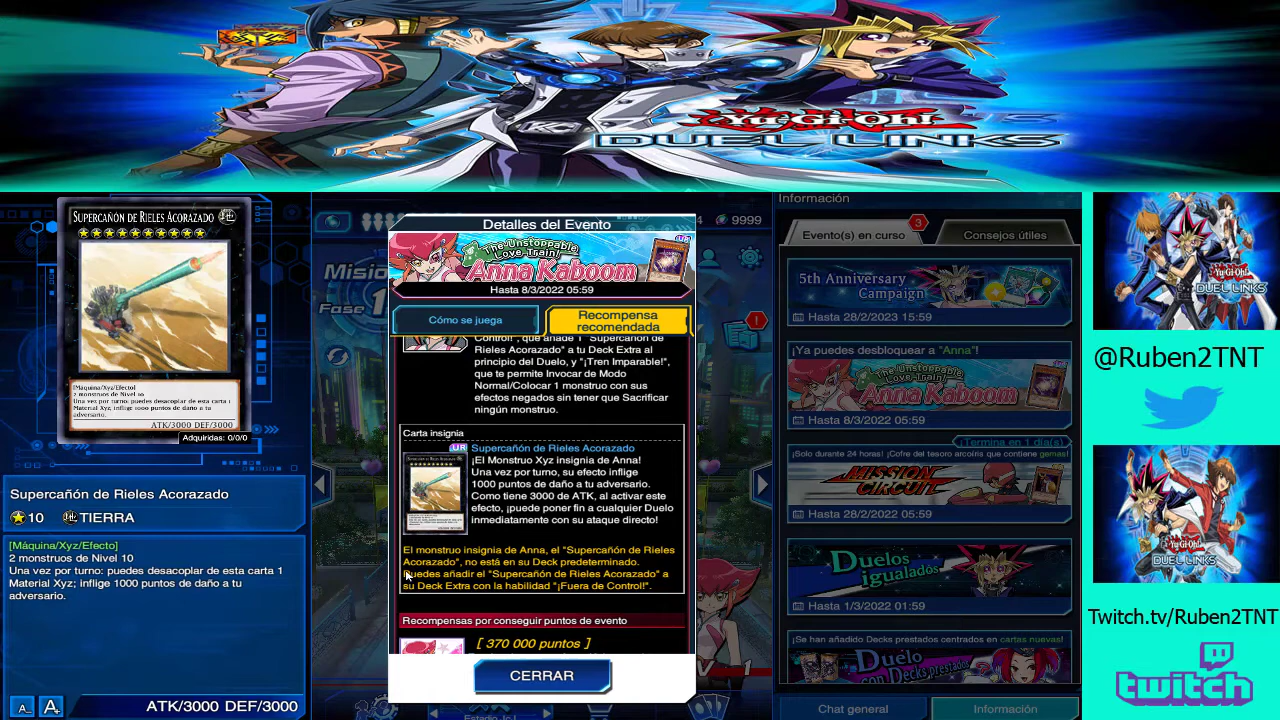 Yu-Gi-Oh!
DUEL LINKS
KC
SUPERCAÑÓN DE RIELES ACORAZADO
[Máquina/Xyz/Efecto]
2 monstruos de Nivel 10
Una vez por turno: puedes desacoplar de esta carta 1
Material Xyz; inflige 1000 puntos de daño a tu
adversario.
ATK/3000 DEF/3000
Adquiridas: 0/0/0
Supercañón de Rieles Acorazado
10 TIERRA
[Máquina/Xyz/Efecto]
2 monstruos de Nivel 10
Una vez por turno: puedes desacoplar de esta carta 1
Material Xyz; inflige 1000 puntos de daño a tu
adversario.
A- A+ ATK/3000 DEF/3000
9999
Fase
Detalles del Evento
The Unstoppable
Love Train!
Anna Kaboom
Hasta 8/3/2022 05:59
Cómo se juega
Recompensa
recomendada
Control!", que añade 1 "Supercañón de
Rieles Acorazado" a tu Deck Extra al
principio del Duelo, y "¡Tren Imparable!",
que te permite Invocar de Modo
Normal/Colocar 1 monstruo con sus
efectos negados sin tener que Sacrificar
ningún monstruo.
Carta insignia
UR
Supercañón de Rieles Acorazado
¡El Monstruo Xyz insignia de Anna!
Una vez por turno, su efecto inflige
1000 puntos de daño a tu adversario.
Como tiene 3000 de ATK, al activar este
efecto, ¡puede poner fin a cualquier Duelo
inmediatamente con su ataque directo!
El monstruo insignia de Anna, el "Supercañón de Rieles
Acorazado", no está en su Deck predeterminado.
Puedes añadir el "Supercañón de Rieles Acorazado" a
su Deck Extra con la habilidad "¡Fuera de Control!".
Recompensas por conseguir puntos de evento
[ 370 000 puntos ]
CERRAR
Información
Evento(s) en curso
3
Consejos útiles
5th Anniversary
Campaign
Hasta 28/2/2023 15:59
¡Ya puedes desbloquear a "Anna"!
The Unstoppable
Love Train!
Anna Kaboom
Hasta 8/3/2022 05:59
¡Termina en 1 día(s)
¡Solo durante 24 horas! ¡Cofre del tesoro arcoíris que contiene gemas!
MISSION
CIRCUIT
Hasta 28/2/2022 05:59
Duelos
igualados
Hasta 1/3/2022 01:59
¡Se han añadido Decks prestados centrados en cartas nuevas!
Duelo
con Decks prestados
Chat general
Información
Yu-Gi-Oh!
DUEL LINKS
@Ruben2TNT
Yu-Gi-Oh!
DUEL LINKS
Twitch.tv/Ruben2TNT
twitch